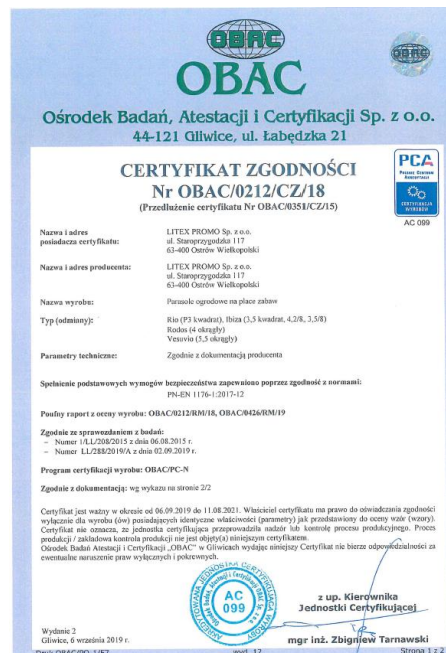 OBAC
OBAC
OBAC
Ośrodek Badań, Atestacji i Certyfikacji Sp. z o.o.
44-121 Gliwice, ul. Łabędzka 21
CERTYFIKAT ZGODNOŚCI
Nr OBAC/0212/CZ/18
(Przedłużenie certyfikatu Nr OBAC/0351/CZ/15)
PCA
POLSKIE CENTRUM
AKREDYTACJI
CERTYFIKACJA
WYROBÓW
AC 099
Nazwa i adres
posiadacza certyfikatu:
LITEX PROMO Sp. z o.o.
ul. Staroprzygodzka 117
63-400 Ostrów Wielkopolski
Nazwa i adres producenta:
LITEX PROMO Sp. z o.o.
ul. Staroprzygodzka 117
63-400 Ostrów Wielkopolski
Nazwa wyrobu:
Parasole ogrodowe na place zabaw
Typ (odmiany):
Rio (P3 kwadrat), Ibiza (3,5 kwadrat, 4,2/8, 3,5/8)
Rodos (4 okrągły)
Vesuvio (5,5 okrągły)
Parametry techniczne:
Zgodnie z dokumentacją producenta
Spełnienie podstawowych wymogów bezpieczeństwa zapewniono poprzez zgodność z normami:
PN-EN 1176-1:2017-12
Poufny raport z oceny wyrobu: OBAC/0212/RM/18, OBAC/0426/RM/19
Zgodnie ze sprawozdaniem z badań:
– Numer 1/LL/208/2015 z dnia 06.08.2015 r.
– Numer LL/288/2019/A z dnia 02.09.2019 r.
Program certyfikacji wyrobu: OBAC/PC-N
Zgodnie z dokumentacją: wg wykazu na stronie 2/2
Certyfikat jest ważny w okresie od 06.09.2019 do 11.08.2021. Właściciel certyfikatu ma prawo do oświadczania zgodności
wyłącznie dla wyrobu (ów) posiadających identyczne właściwości (parametry) jak przedstawiony do oceny wzór (wzory).
Certyfikat nie oznacza, że jednostka certyfikująca przeprowadziła nadzór lub kontrolę procesu produkcyjnego. Proces
produkcji / zakładowa kontrola produkcji nie jest objęty(a) niniejszym certyfikatem.
Ośrodek Badań Atestacji i Certyfikacji „OBAC” w Gliwicach wydając niniejszy Certyfikat nie bierze odpowiedzialności za
ewentualne naruszenie praw wyłącznych i pokrewnych.
AKREDYTOWANA JEDNOSTKA CERTYFIKUJĄCA WYROBY
AC
099
z up. Kierownika
Jednostki Certyfikującej
mgr inż. Zbigniew Tarnawski
Wydanie 2
Gliwice, 6 września 2019 r.
wyd. 12
Strona 1 z 2